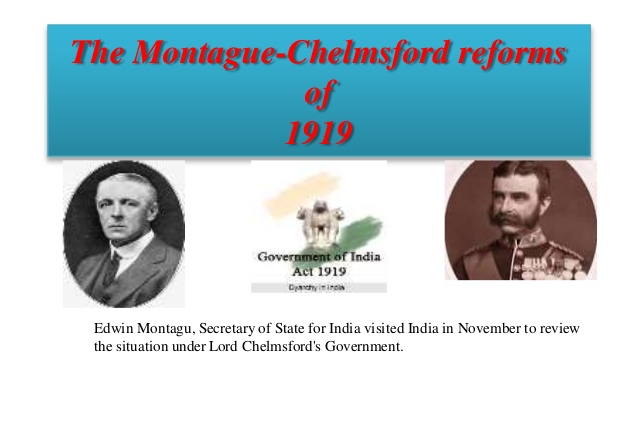 The Montague-Chelmsford reforms
of
1919
Government of India
Act 1919
Dyarchy in India
Edwin Montagu, Secretary of State for India visited India in November to review
the situation under Lord Chelmsford's Government.